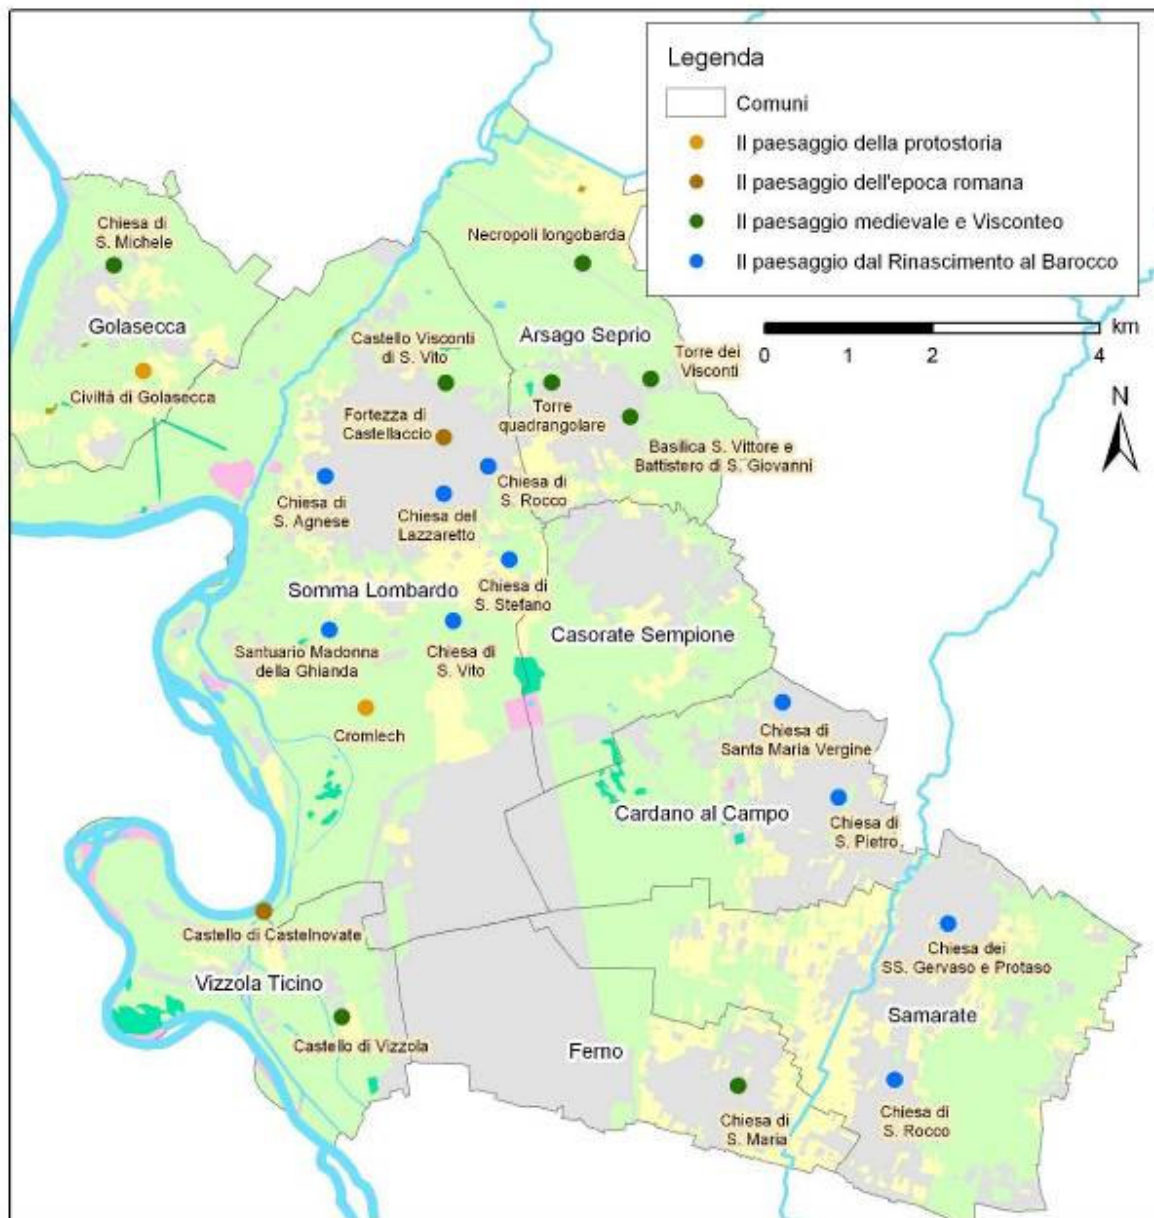 Legenda
Comuni
Il paesaggio della protostoria
Il paesaggio dell'epoca romana
Il paesaggio medievale e Visconteo
Il paesaggio dal Rinascimento al Barocco
km
0 1 2 4
N
Chiesa di
S. Michele
Golasecca
Civiltà di Golasecca
Necropoli longobarda
Arsago Seprio
Castello Visconti
di S. Vito
Torre dei
Visconti
Fortezza di
Castellaccio
Torre
quadrangolare
Basilica S. Vittore e
Battistero di S. Giovanni
Chiesa di
S. Agnese
Chiesa del
Lazzaretto
Chiesa di
S. Rocco
Somma Lombardo
Chiesa di
S. Stefano
Casorate Sempione
Santuario Madonna
della Ghianda
Chiesa di
S. Vito
Cromlech
Chiesa di
Santa Maria Vergine
Cardano al Campo
Chiesa di
S. Pietro
Castello di Castelnovate
Vizzola Ticino
Castello di Vizzola
Chiesa dei
SS. Gervaso e Protaso
Samarate
Ferno
Chiesa di
S. Maria
Chiesa di
S. Rocco